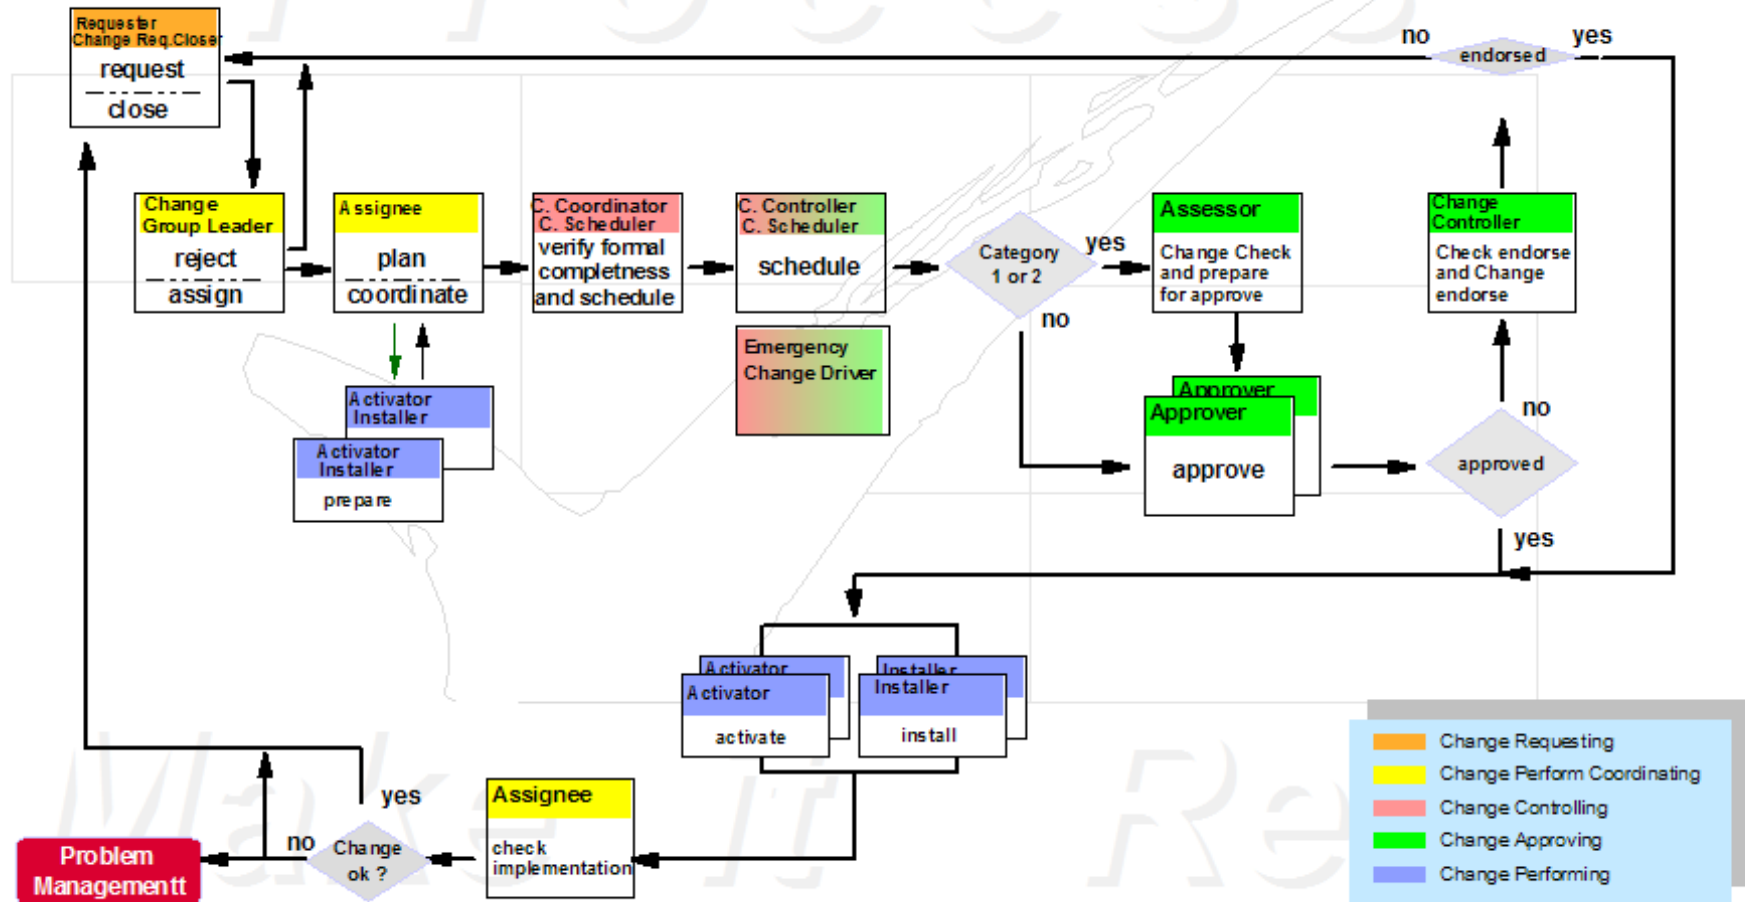 Process
Requester
Change Req.Closer
request
close
no
endorsed
yes
Change
Group Leader
reject
assign
Assignee
plan
coordinate
C. Coordinator
C. Scheduler
verify formal
completness
and schedule
C. Controller
C. Scheduler
schedule
Category
1 or 2
yes
no
Assessor
Change Check
and prepare
for approve
Change
Controller
Check endorse
and Change
endorse
Emergency
Change Driver
Activator
Installer
Activator
Installer
prepare
Approver
Approver
approve
no
approved
yes
Activator
Activator
activate
Installer
Installer
install
Assignee
check
implementation
yes
no
Change
ok ?
Problem
Managementt
Make It Re
Change Requesting
Change Perform Coordinating
Change Controlling
Change Approving
Change Performing